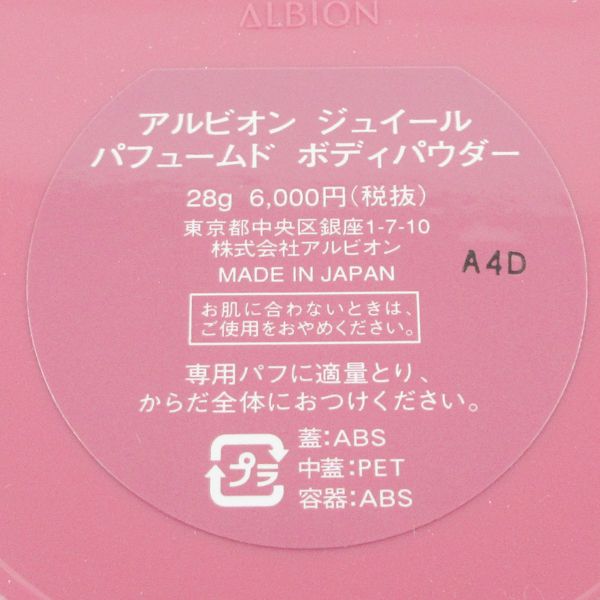 ALBION
アルビオン ジュイール
パフュームド ボディパウダー
28g 6,000円(税抜)
東京都中央区銀座1-7-10
株式会社アルビオン
MADE IN JAPAN
A4D
お肌に合わないときは、
ご使用をおやめください。
専用パフに適量とり、
からだ全体におつけください。
プラ
蓋:ABS
中蓋:PET
容器:ABS